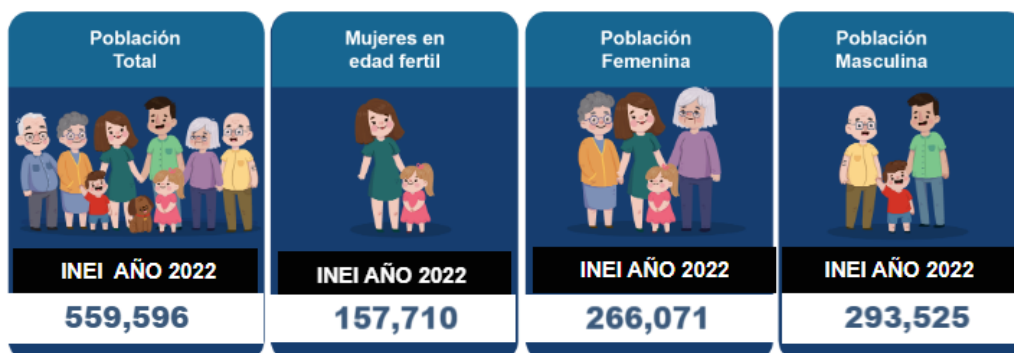 Población
Total
INEI AÑO 2022
559,596
Mujeres en
edad fertil
INEI AÑO 2022
157,710
Población
Femenina
INEI AÑO 2022
266,071
Población
Masculina
INEI AÑO 2022
293,525